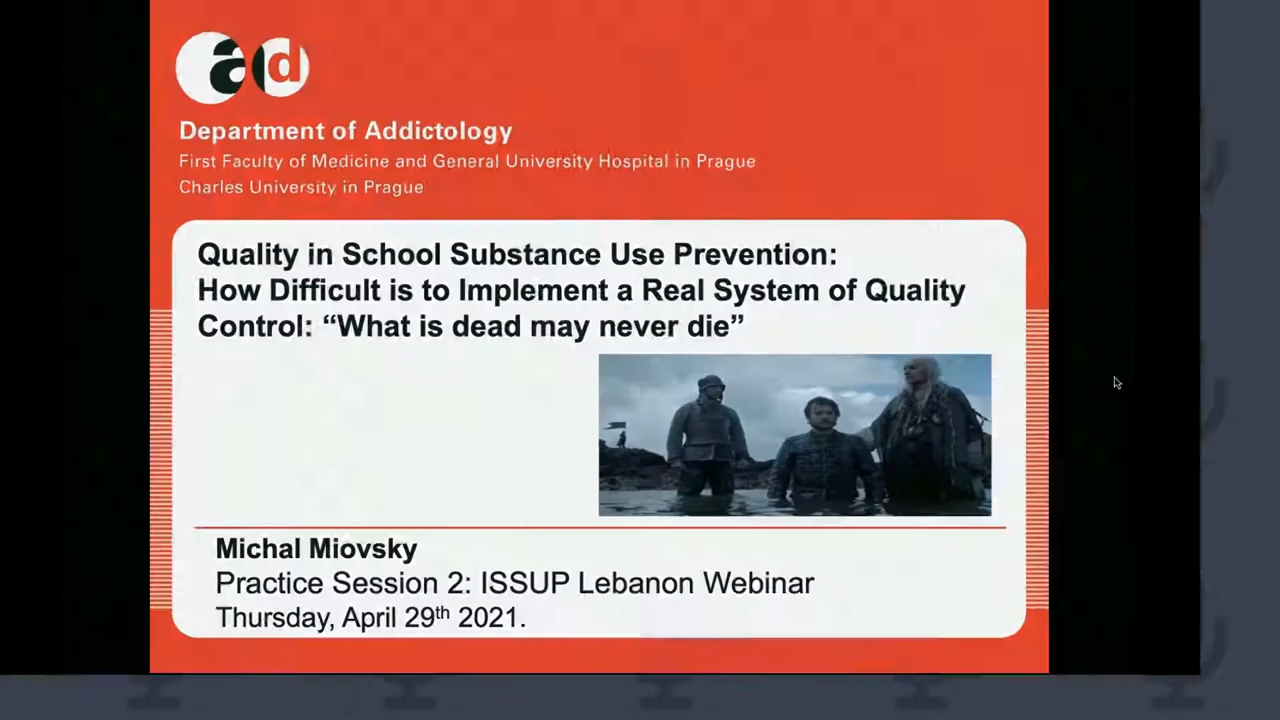 ad
Department of Addictology
First Faculty of Medicine and General University Hospital in Prague
Charles University in Prague
Quality in School Substance Use Prevention:
How Difficult is to Implement a Real System of Quality
Control: “What is dead may never die”
Michal Miovsky
Practice Session 2: ISSUP Lebanon Webinar
Thursday, April 29th 2021.